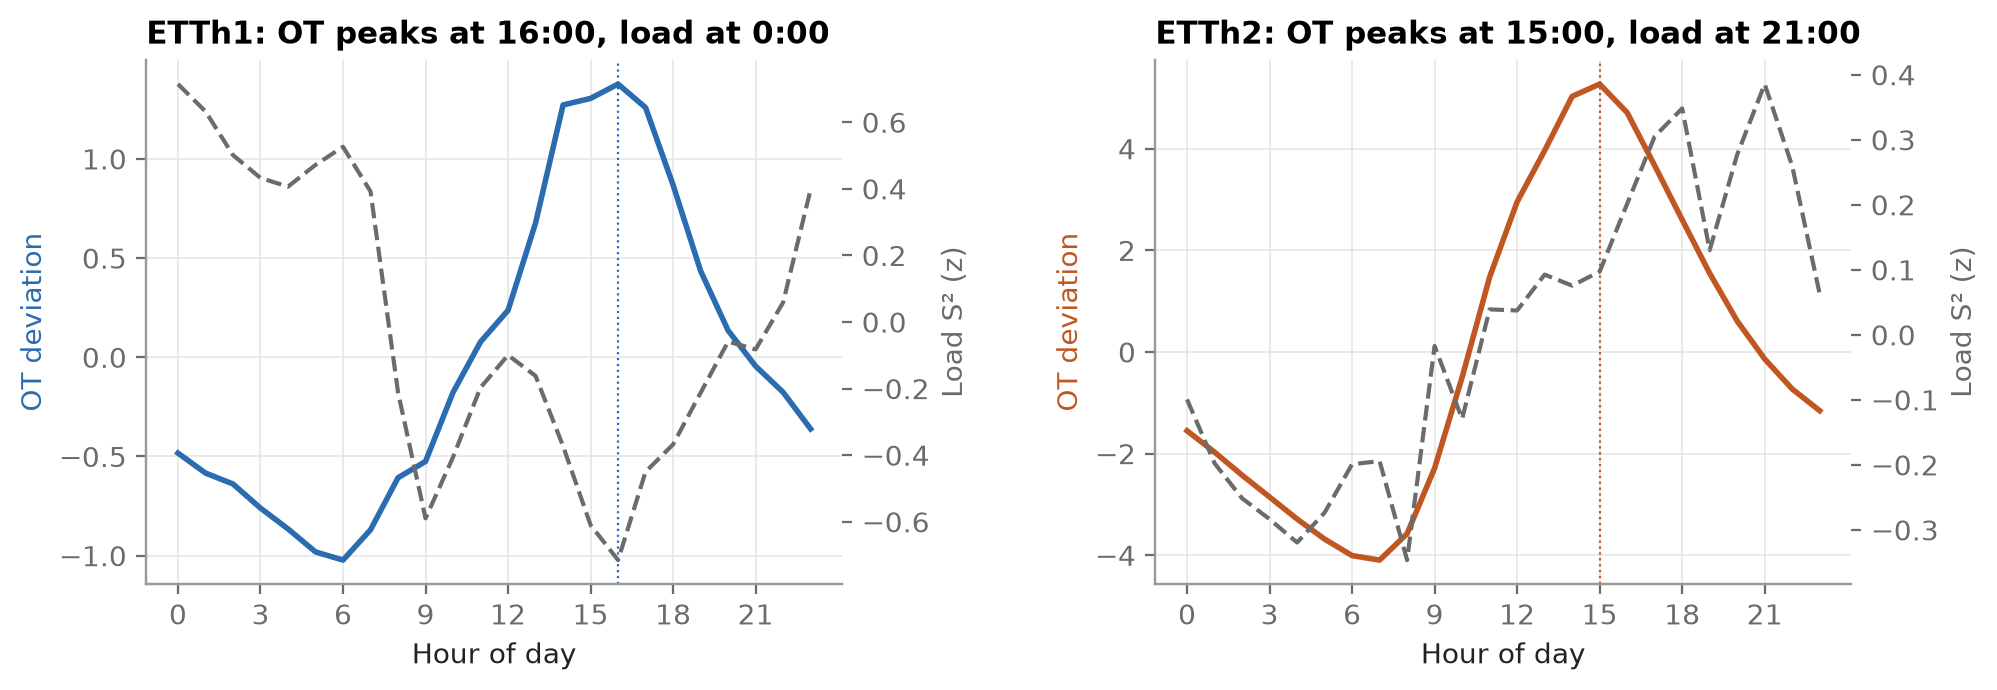 ETTh1: OT peaks at 16:00, load at 0:00
OT deviation
1.0
0.5
0.0
−0.5
−1.0
0.6
0.4
0.2
0.0
−0.2
−0.4
−0.6
Load S² (z)
0 3 6 9 12 15 18 21
Hour of day
ETTh2: OT peaks at 15:00, load at 21:00
OT deviation
4
2
0
−2
−4
0.4
0.3
0.2
0.1
0.0
−0.1
−0.2
−0.3
Load S² (z)
0 3 6 9 12 15 18 21
Hour of day